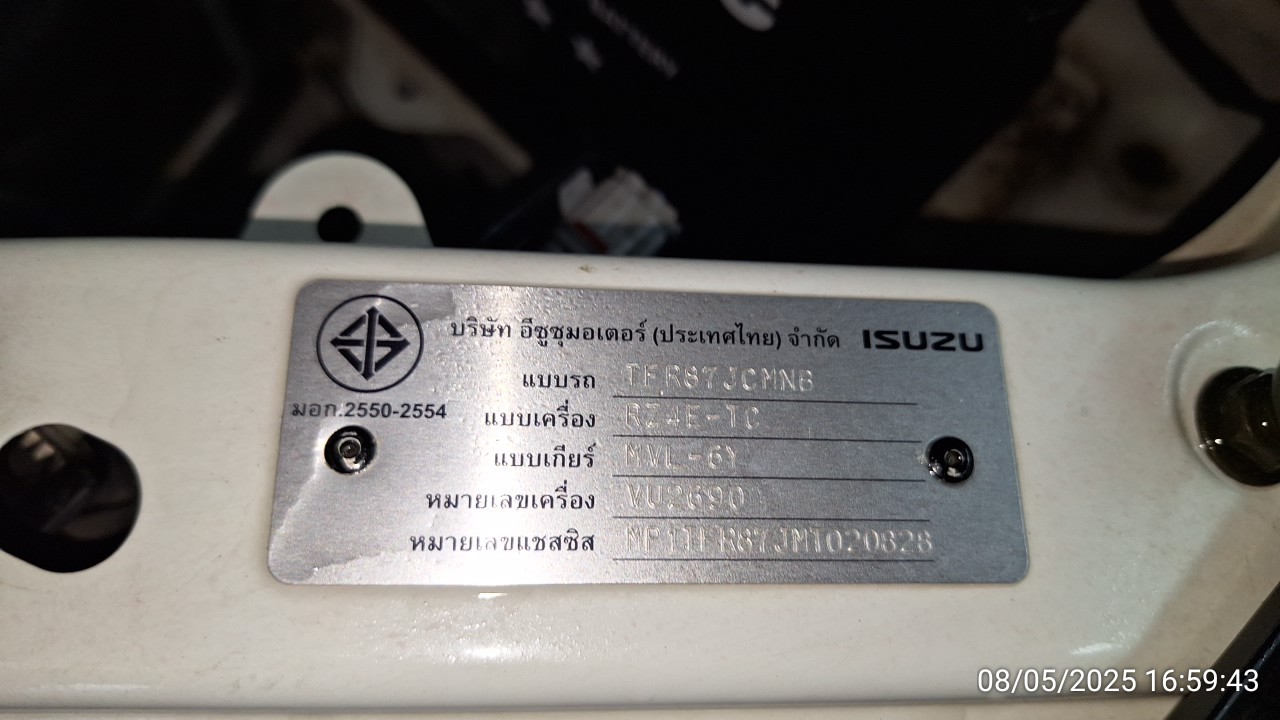 บริษัท อีซูซุมอเตอร์ (ประเทศไทย) จำกัด ISUZU
มอก.2550-2554
แบบรถ TFR87JCMNB
แบบเครื่อง RZ4E-TC
แบบเกียร์ MVL-6Y
หมายเลขเครื่อง VU2690
หมายเลขแชสซิส MP1TFR87JMT020828
08/05/2025 16:59:43